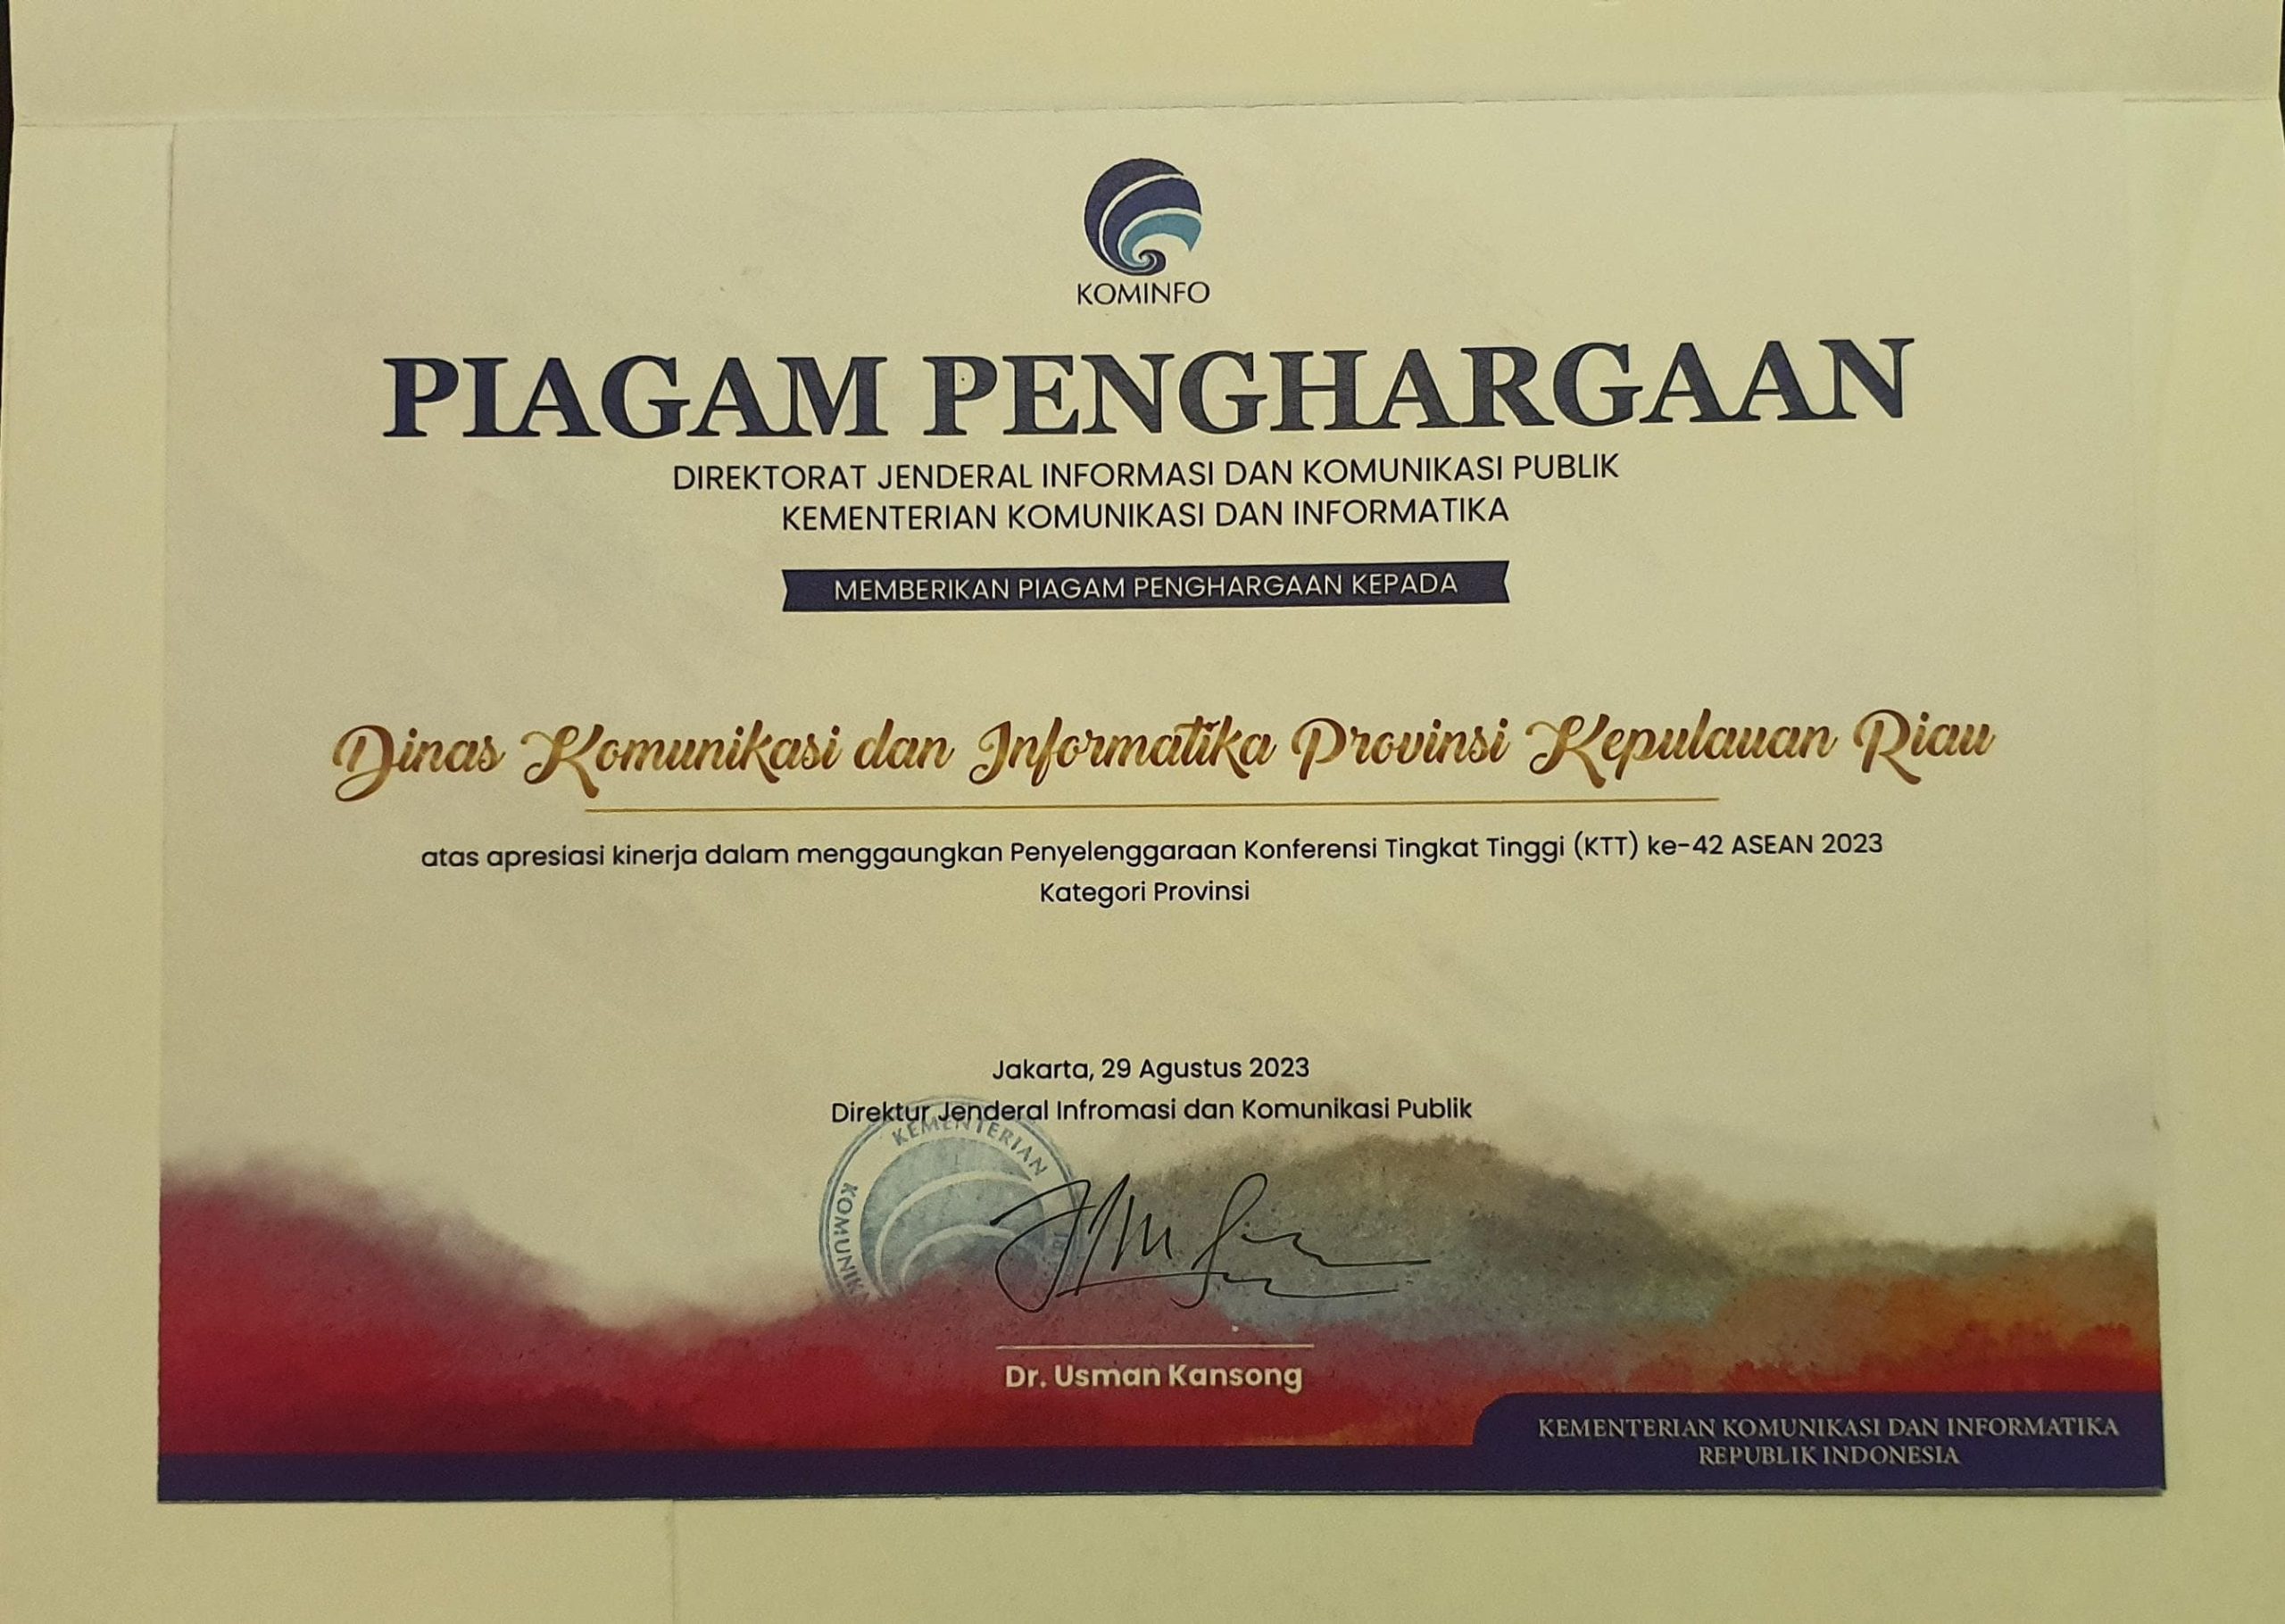 KOMINFO
PIAGAM PENGHARGAAN
DIREKTORAT JENDERAL INFORMASI DAN KOMUNIKASI PUBLIK
KEMENTERIAN KOMUNIKASI DAN INFORMATIKA
MEMBERIKAN PIAGAM PENGHARGAAN KEPADA
Dinas Komunikasi dan Informatika Provinsi Kepulauan Riau
atas apresiasi kinerja dalam menggaungkan Penyelenggaraan Konferensi Tingkat Tinggi (KTT) ke-42 ASEAN 2023
Kategori Provinsi
Jakarta, 29 Agustus 2023
Direktur Jenderal Infromasi dan Komunikasi Publik
KEMENTERIAN
Dr. Usman Kansong
KEMENTERIAN KOMUNIKASI DAN INFORMATIKA
REPUBLIK INDONESIA